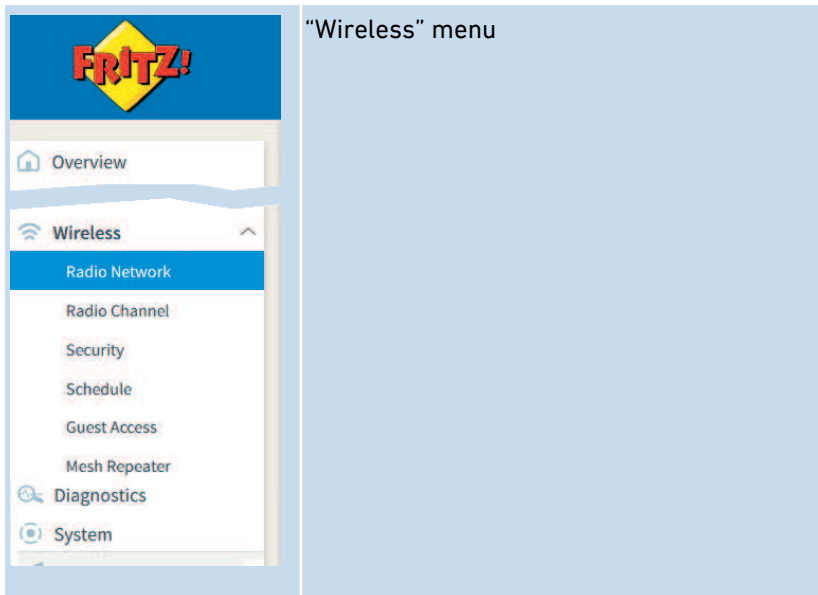 FRITZ!
“Wireless” menu
Overview
Wireless
Radio Network
Radio Channel
Security
Schedule
Guest Access
Mesh Repeater
Diagnostics
System